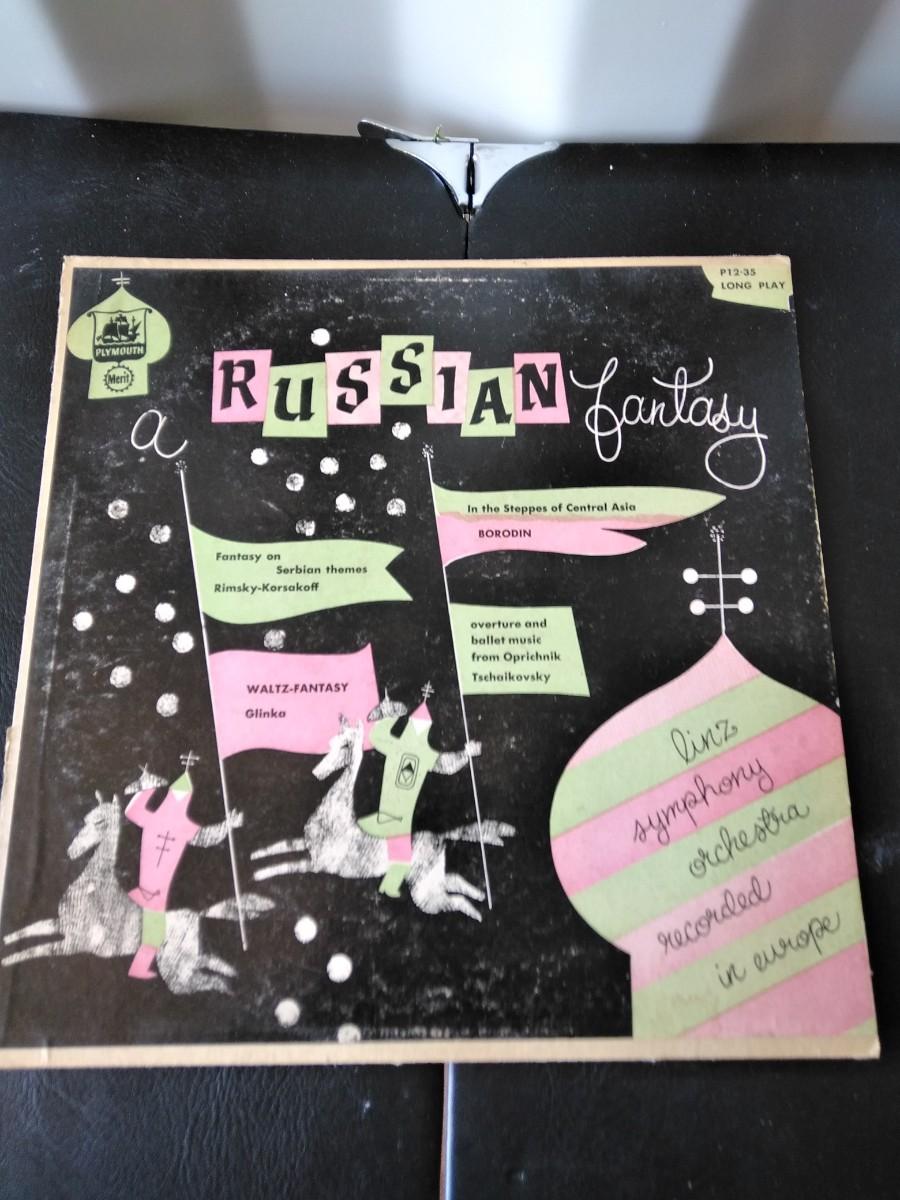 P12-35
LONG PLAY
PLYMOUTH
Merit
a RUSSIAN fantasy
In the Steppes of Central Asia
BORODIN
Fantasy on
Serbian themes
Rimsky-Korsakoff
overture and
ballet music
from Oprichnik
Tschaikovsky
WALTZ-FANTASY
Glinka
linz
symphony
orchestra
recorded
in europe